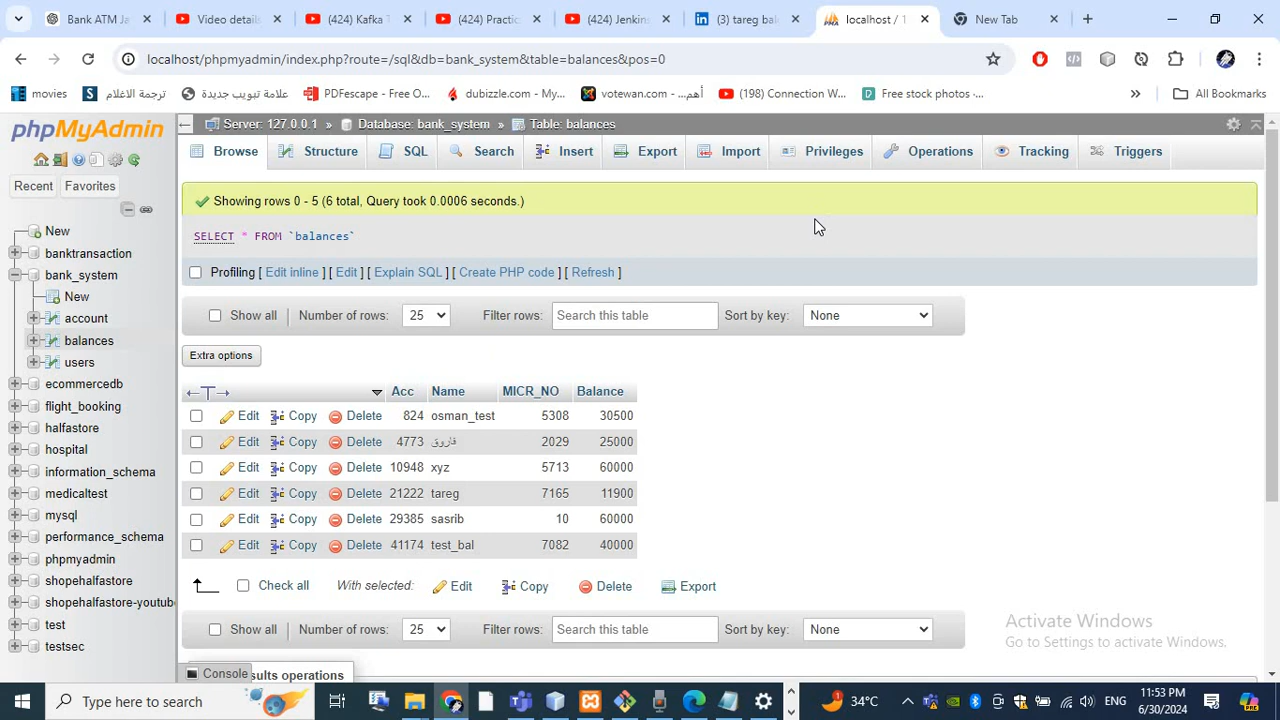 Bank ATM Ja
Video details
(424) Kafka T
(424) Practic
(424) Jenkins
(3) tareg bal
localhost / 1
New Tab
localhost/phpmyadmin/index.php?route=/sql&db=bank_system&table=balances&pos=0
movies
ترجمة الاغلام
علامة تبويب جديدة
PDFescape - Free...
dubizzle.com - My...
votewan.com - أهم...
(198) Connection W...
Free stock photos -...
All Bookmarks
phpMyAdmin
Recent
Favorites
New
banktransaction
bank_system
New
account
balances
users
ecommercedb
flight_booking
halfastore
hospital
information_schema
medicaltest
mysql
performance_schema
phpmyadmin
shopehalfastore
shopehalfastore-youtube
test
testsec
Server: 127.0.0.1 » Database: bank_system » Table: balances
Browse
Structure
SQL
Search
Insert
Export
Import
Privileges
Operations
Tracking
Triggers
Showing rows 0 - 5 (6 total, Query took 0.0006 seconds.)
SELECT * FROM `balances`
Profiling [ Edit inline ] [ Edit ] [ Explain SQL ] [ Create PHP code ] [ Refresh ]
Show all Number of rows: 25 Filter rows: Search this table Sort by key: None
Extra options
Acc Name MICR_NO Balance
Edit Copy Delete 824 osman_test 5308 30500
Edit Copy Delete 4773 فاروق 2029 25000
Edit Copy Delete 10948 xyz 5713 60000
Edit Copy Delete 21222 tareg 7165 11900
Edit Copy Delete 29385 sasrib 10 60000
Edit Copy Delete 41174 test_bal 7082 40000
Check all With selected: Edit Copy Delete Export
Show all Number of rows: 25 Filter rows: Search this table Sort by key: None
Console
sults operations
Activate Windows
Go to Settings to activate Windows.
Type here to search
34°C
ENG
11:53 PM
6/30/2024